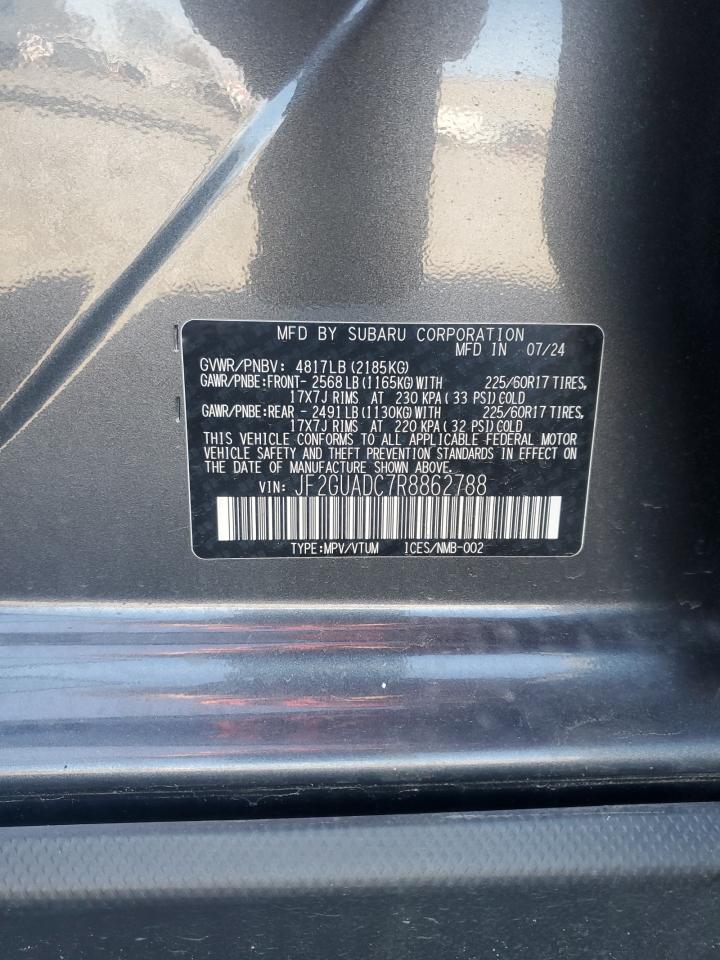 MFD BY SUBARU CORPORATION
MFD IN 07/24
GVWR/PNBV: 4817LB(2185KG)
GAWR/PNBE:FRONT- 2568LB(1165KG)WITH 225/60R17 TIRES,
17X7J RIMS AT 230 KPA(33 PSI)COLD
GAWR/PNBE:REAR - 2491LB(1130KG)WITH 225/60R17 TIRES,
17X7J RIMS AT 220 KPA(32 PSI)COLD
THIS VEHICLE CONFORMS TO ALL APPLICABLE FEDERAL MOTOR
VEHICLE SAFETY AND THEFT PREVENTION STANDARDS IN EFFECT ON
THE DATE OF MANUFACTURE SHOWN ABOVE.
VIN: JF2GUADC7R8862788
TYPE:MPV/VTUM ICES/NMB-002